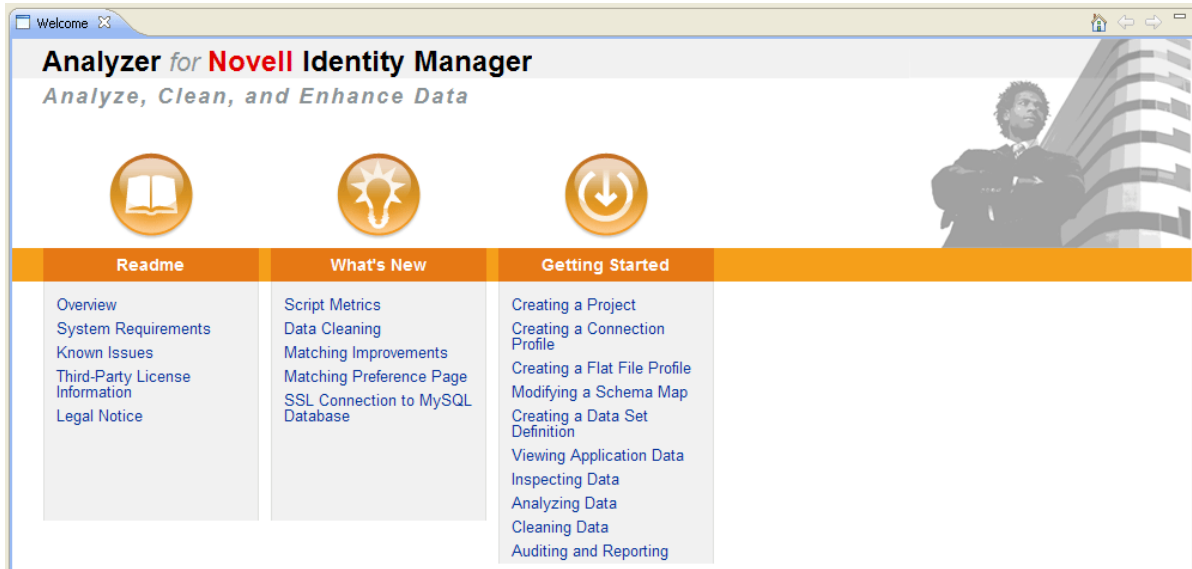 Welcome
Analyzer for Novell Identity Manager
Analyze, Clean, and Enhance Data
Readme
Overview
System Requirements
Known Issues
Third-Party License
Information
Legal Notice
What's New
Script Metrics
Data Cleaning
Matching Improvements
Matching Preference Page
SSL Connection to MySQL
Database
Getting Started
Creating a Project
Creating a Connection
Profile
Creating a Flat File Profile
Modifying a Schema Map
Creating a Data Set
Definition
Viewing Application Data
Inspecting Data
Analyzing Data
Cleaning Data
Auditing and Reporting